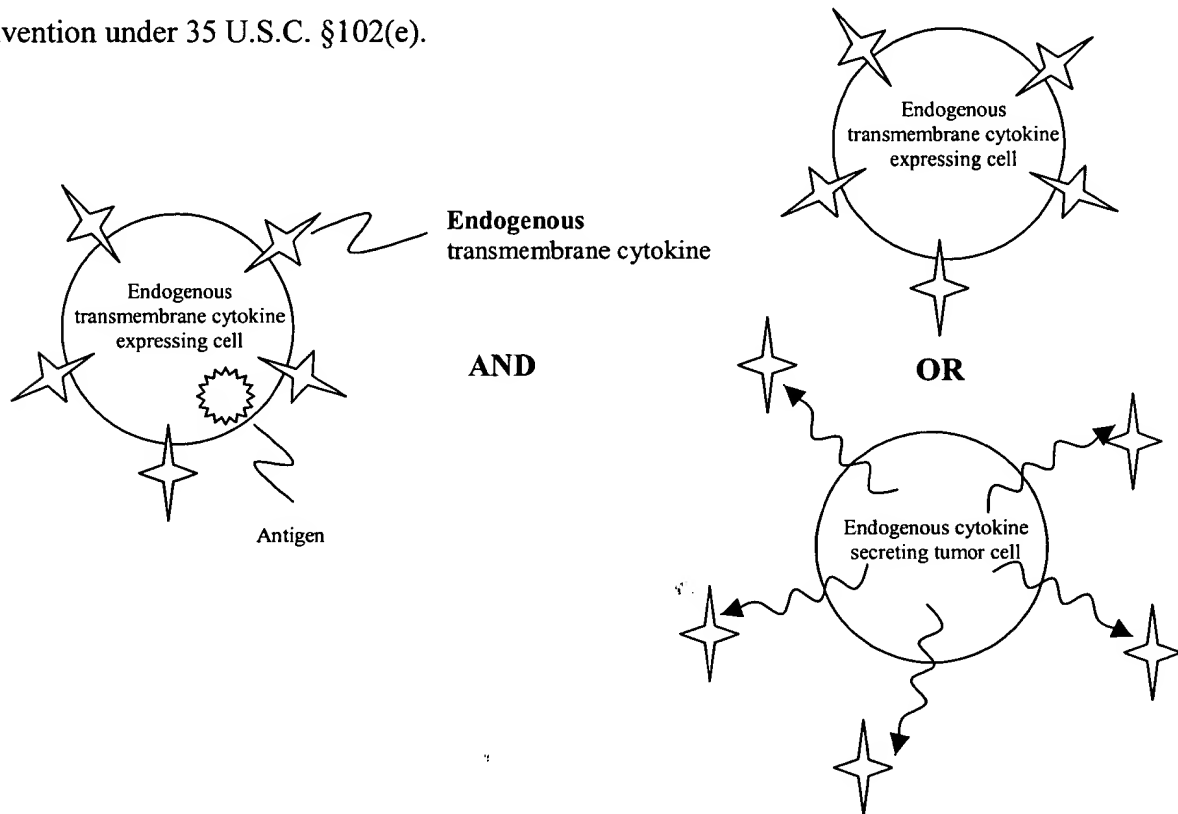 vention under 35 U.S.C. §102(e).
Endogenous
transmembrane cytokine
expressing cell
Endogenous
transmembrane cytokine
Endogenous
transmembrane cytokine
expressing cell
Antigen
AND
OR
Endogenous cytokine
secreting tumor cell